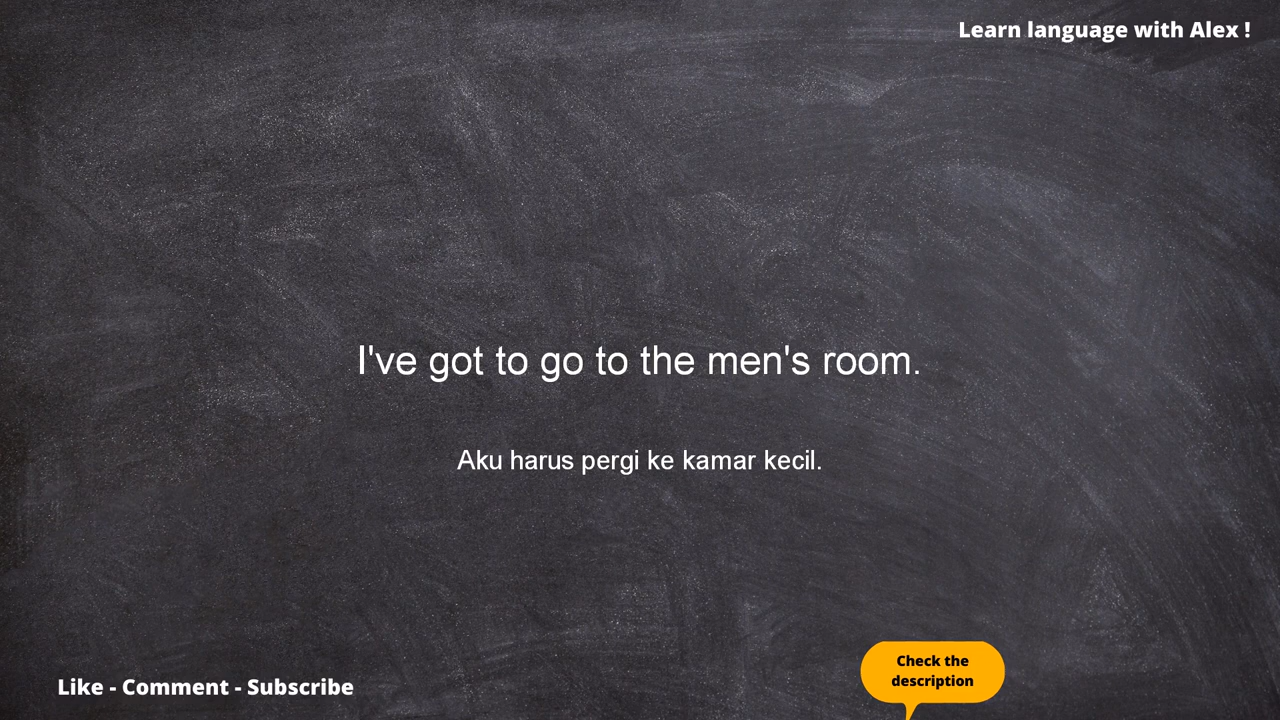 Learn language with Alex !
I've got to go to the men's room.
Aku harus pergi ke kamar kecil.
Check the
description
Like - Comment - Subscribe